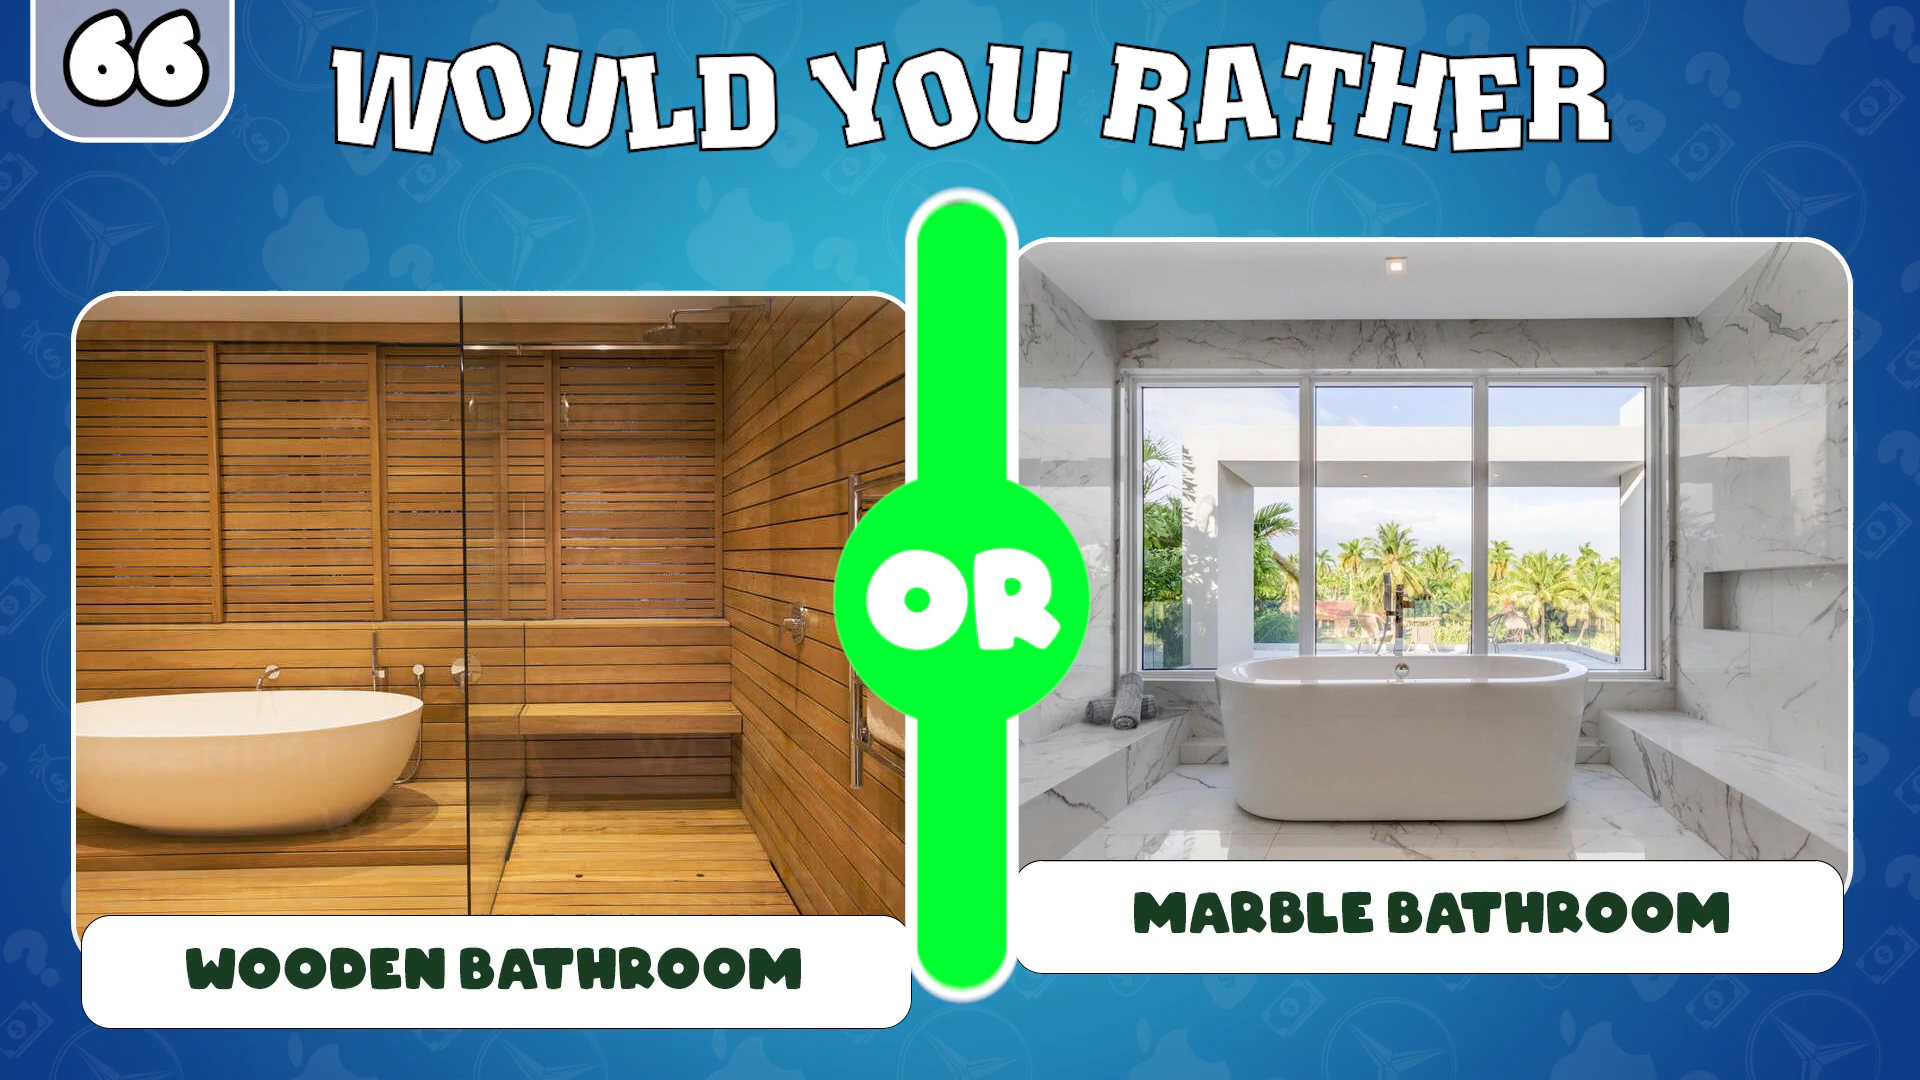 66
WOULD YOU RATHER
OR
WOODEN BATHROOM
MARBLE BATHROOM